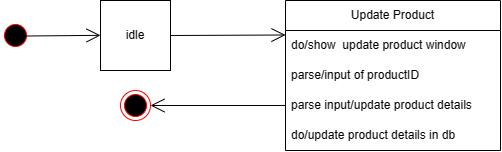 idle
Update Product
do/show update product window
parse/input of productID
parse input/update product details
do/update product details in db